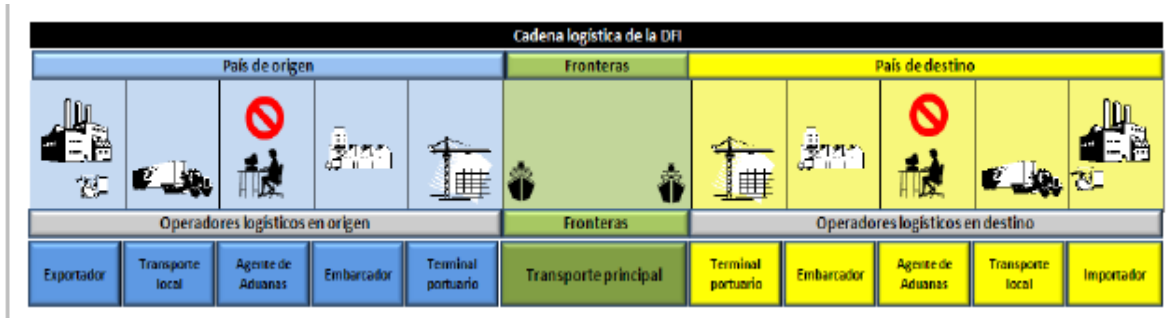 Cadena logística de la DFI
País de origen
Fronteras
País de destino
Operadores logísticos en origen
Fronteras
Operadores logísticos en destino
Exportador
Transporte
local
Agente de
Aduanas
Embarcador
Terminal
portuario
Transporte principal
Terminal
portuario
Embarcador
Agente de
Aduanas
Transporte
local
Importador